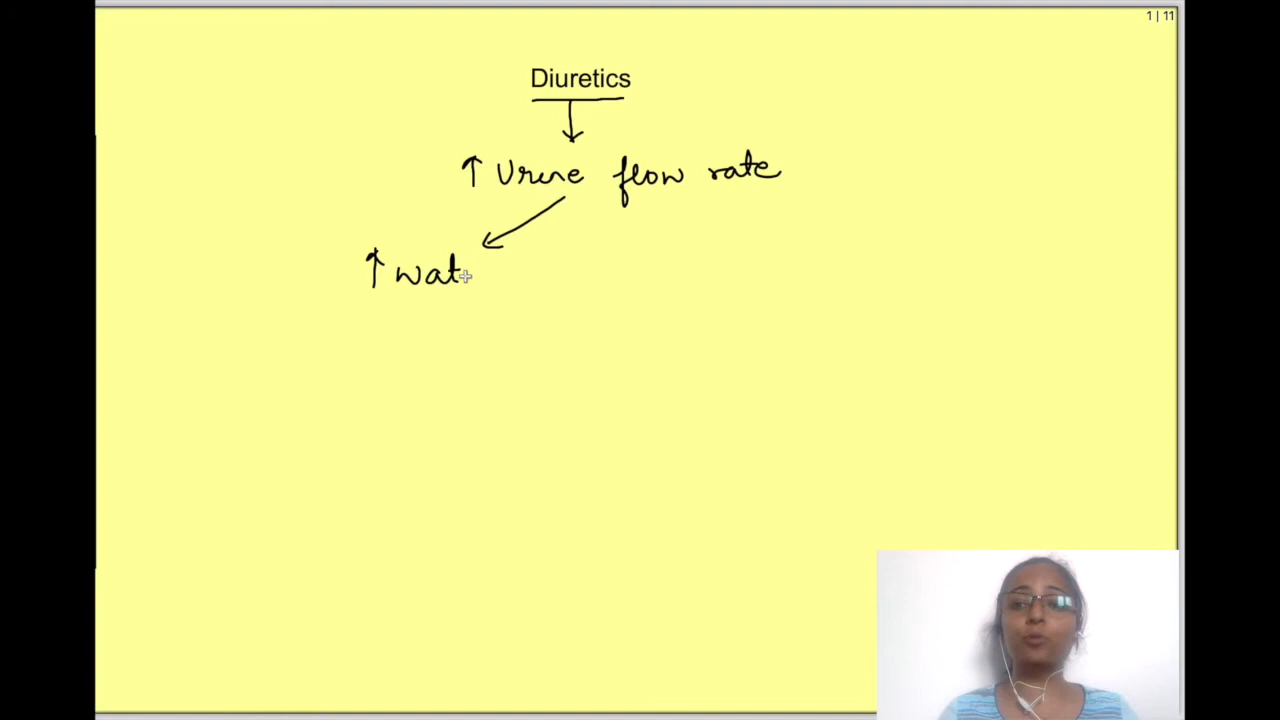 1 | 11
Diuretics
↑ Urine flow rate
↑ wat